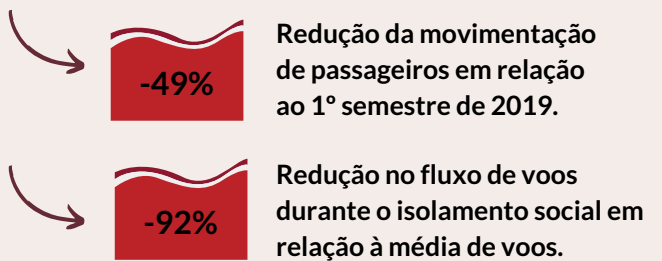 -49%
Redução da movimentação
de passageiros em relação
ao 1º semestre de 2019.
-92%
Redução no fluxo de voos
durante o isolamento social em
relação à média de voos.